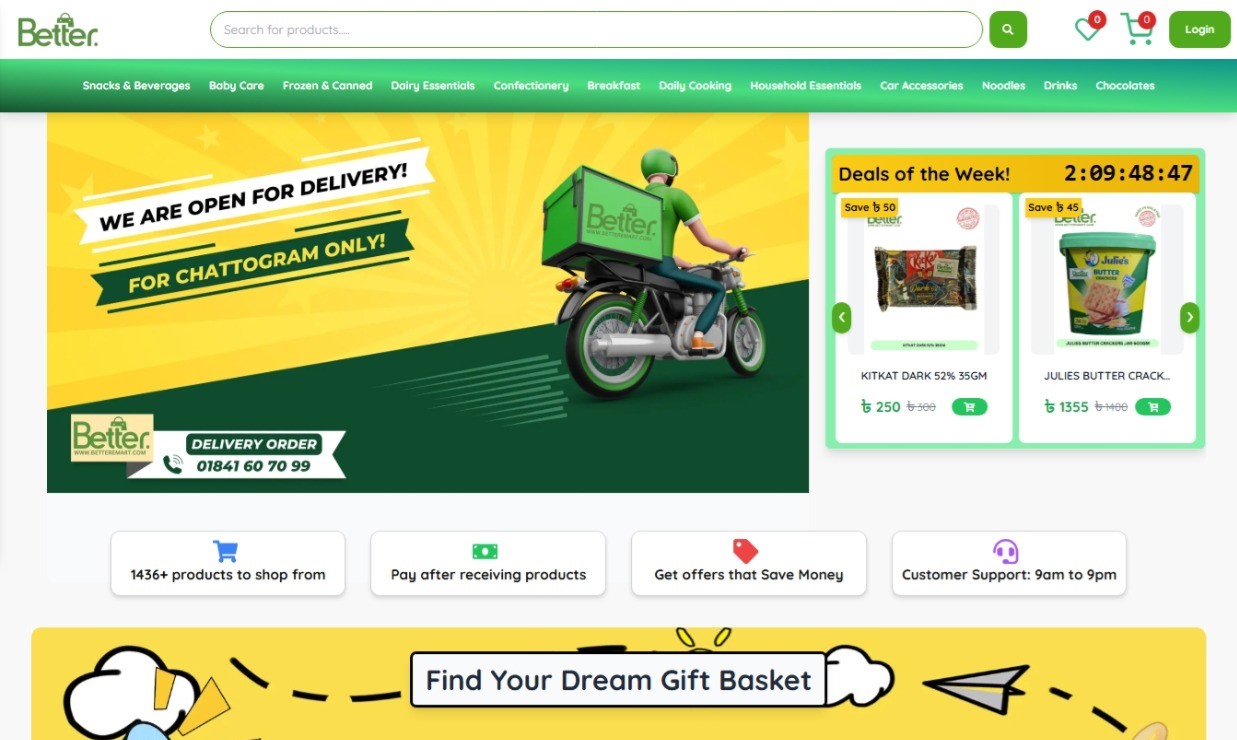 Better.
Search for products.....
0
0
Login
Snacks & Beverages
Baby Care
Frozen & Canned
Dairy Essentials
Confectionery
Breakfast
Daily Cooking
Household Essentials
Car Accessories
Noodles
Drinks
Chocolates
WE ARE OPEN FOR DELIVERY!
FOR CHATTOGRAM ONLY!
Better.
WWW.BETTERSMART.COM
Better.
WWW.BETTERSMART.COM
DELIVERY ORDER
01841 60 70 99
Deals of the Week!
2:09:48:47
Save ৳ 50
Better.
KitKat
Dark
KITKAT DARK 52% 35GM
৳ 250 ৳ 300
Save ৳ 45
Better.
Julie's
BUTTER
CRACKERS
JULIES BUTTER CRACK...
৳ 1355 ৳ 1400
1436+ products to shop from
Pay after receiving products
Get offers that Save Money
Customer Support: 9am to 9pm
Find Your Dream Gift Basket